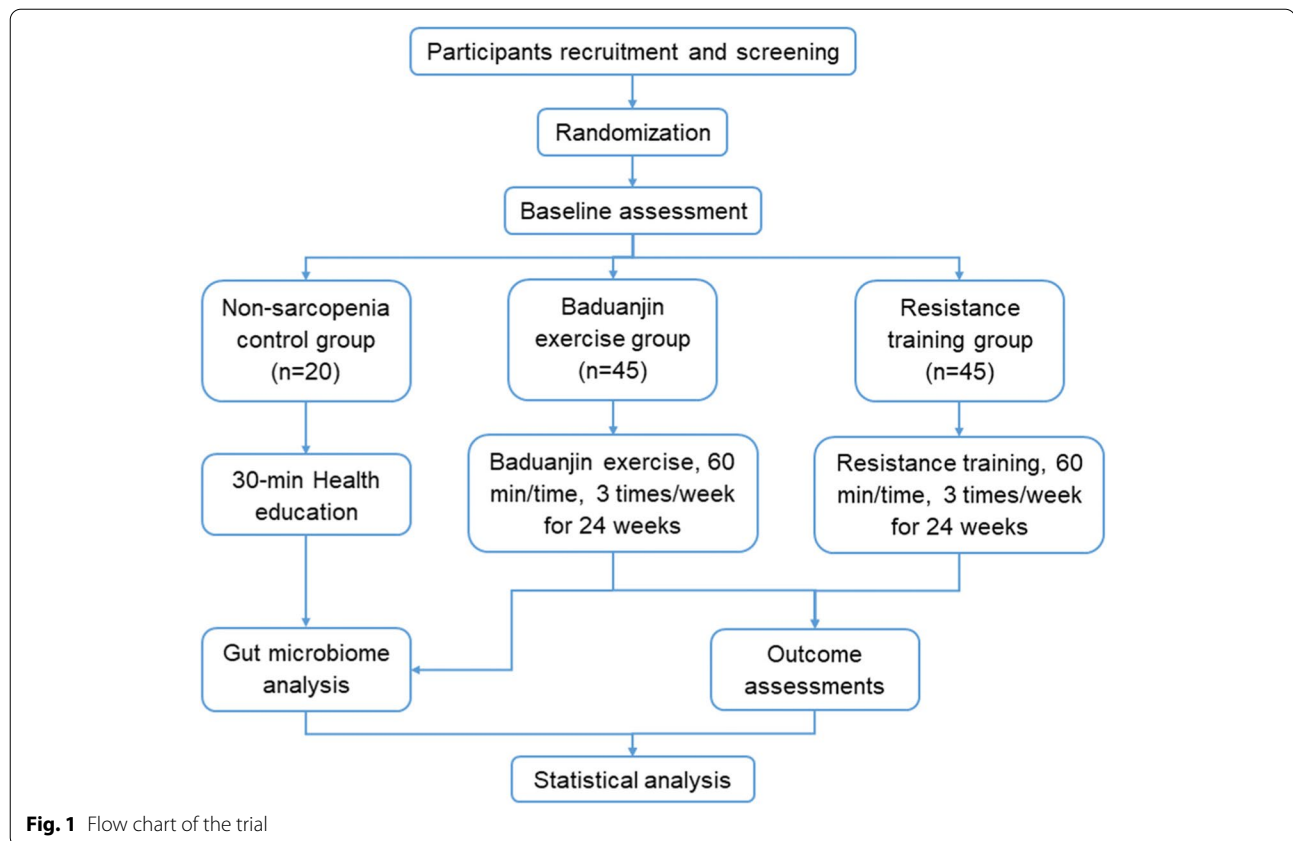 Participants recruitment and screening
Randomization
Baseline assessment
Non-sarcopenia
control group
(n=20)
Baduanjin
exercise group
(n=45)
Resistance
training group
(n=45)
30-min Health
education
Baduanjin exercise, 60
min/time, 3 times/week
for 24 weeks
Resistance training, 60
min/time, 3 times/week
for 24 weeks
Gut microbiome
analysis
Outcome
assessments
Statistical analysis
Fig. 1 Flow chart of the trial